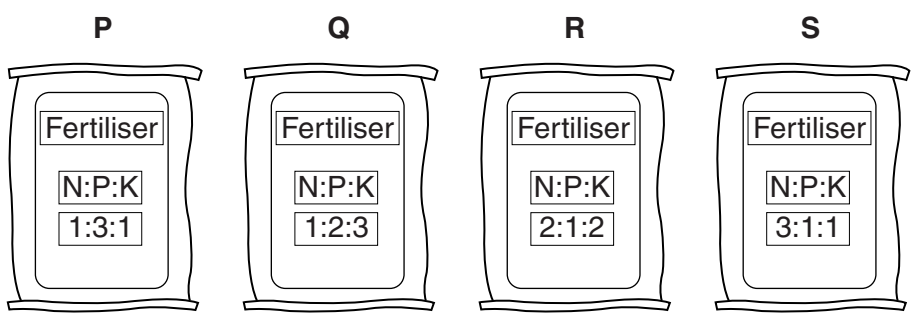 P Q R S
Fertiliser Fertiliser Fertiliser Fertiliser
N:P:K N:P:K N:P:K N:P:K
1:3:1 1:2:3 2:1:2 3:1:1